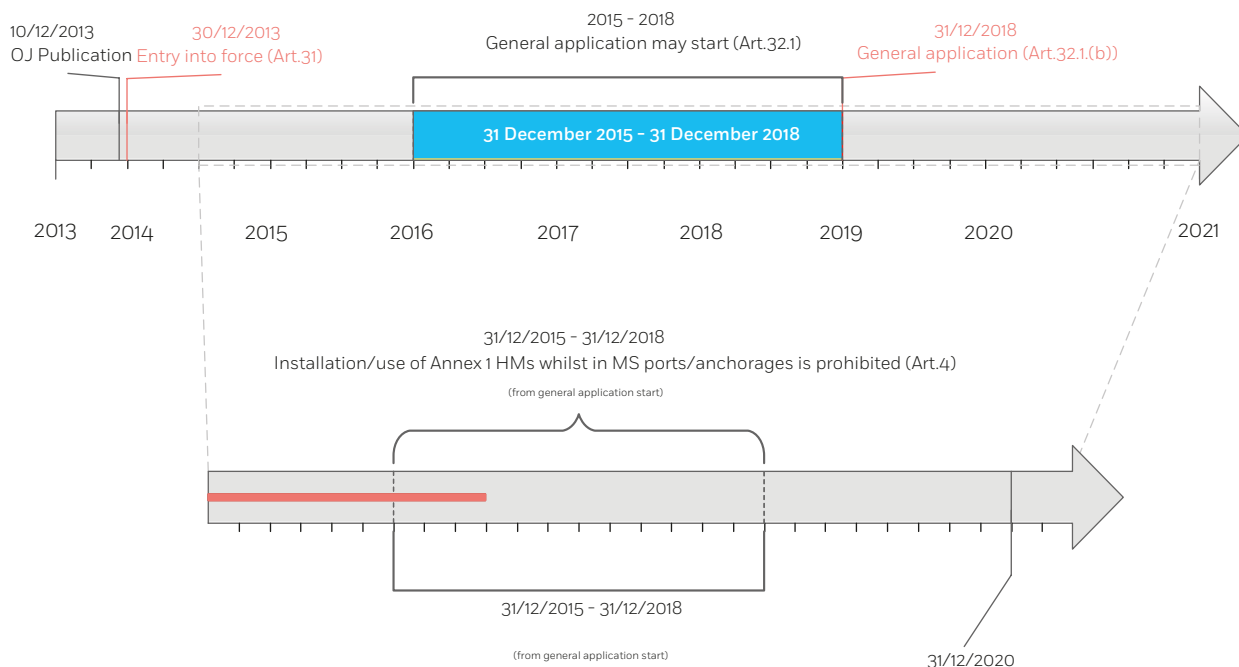 10/12/2013
OJ Publication
30/12/2013
Entry into force (Art.31)
2015 - 2018
General application may start (Art.32.1)
31/12/2018
General application (Art.32.1.(b))
31 December 2015 - 31 December 2018
2013
2014
2015
2016
2017
2018
2019
2020
2021
31/12/2015 - 31/12/2018
Installation/use of Annex 1 HMs whilst in MS ports/anchorages is prohibited (Art.4)
(from general application start)
31/12/2015 - 31/12/2018
(from general application start)
31/12/2020